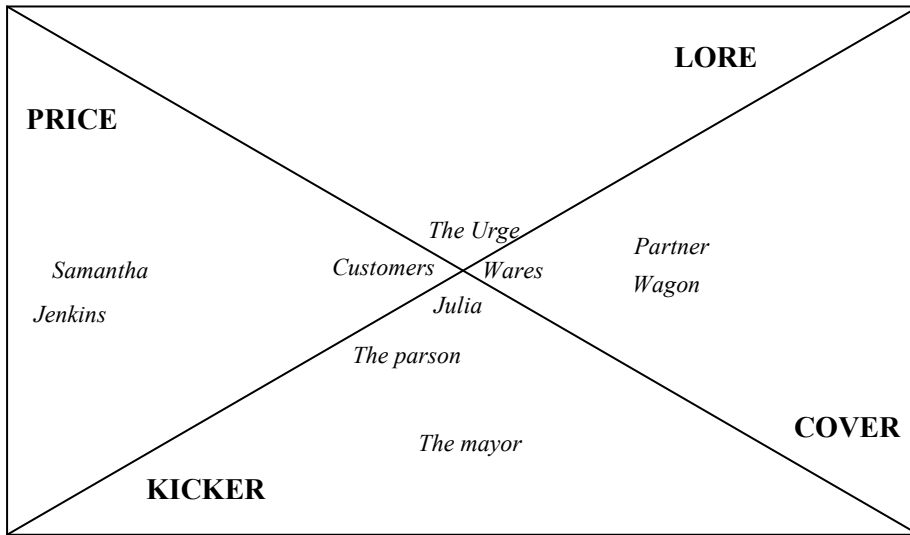 LORE
PRICE
The Urge
Customers
Wares
Partner
Wagon
Samantha
Jenkins
Julia
The parson
The mayor
COVER
KICKER